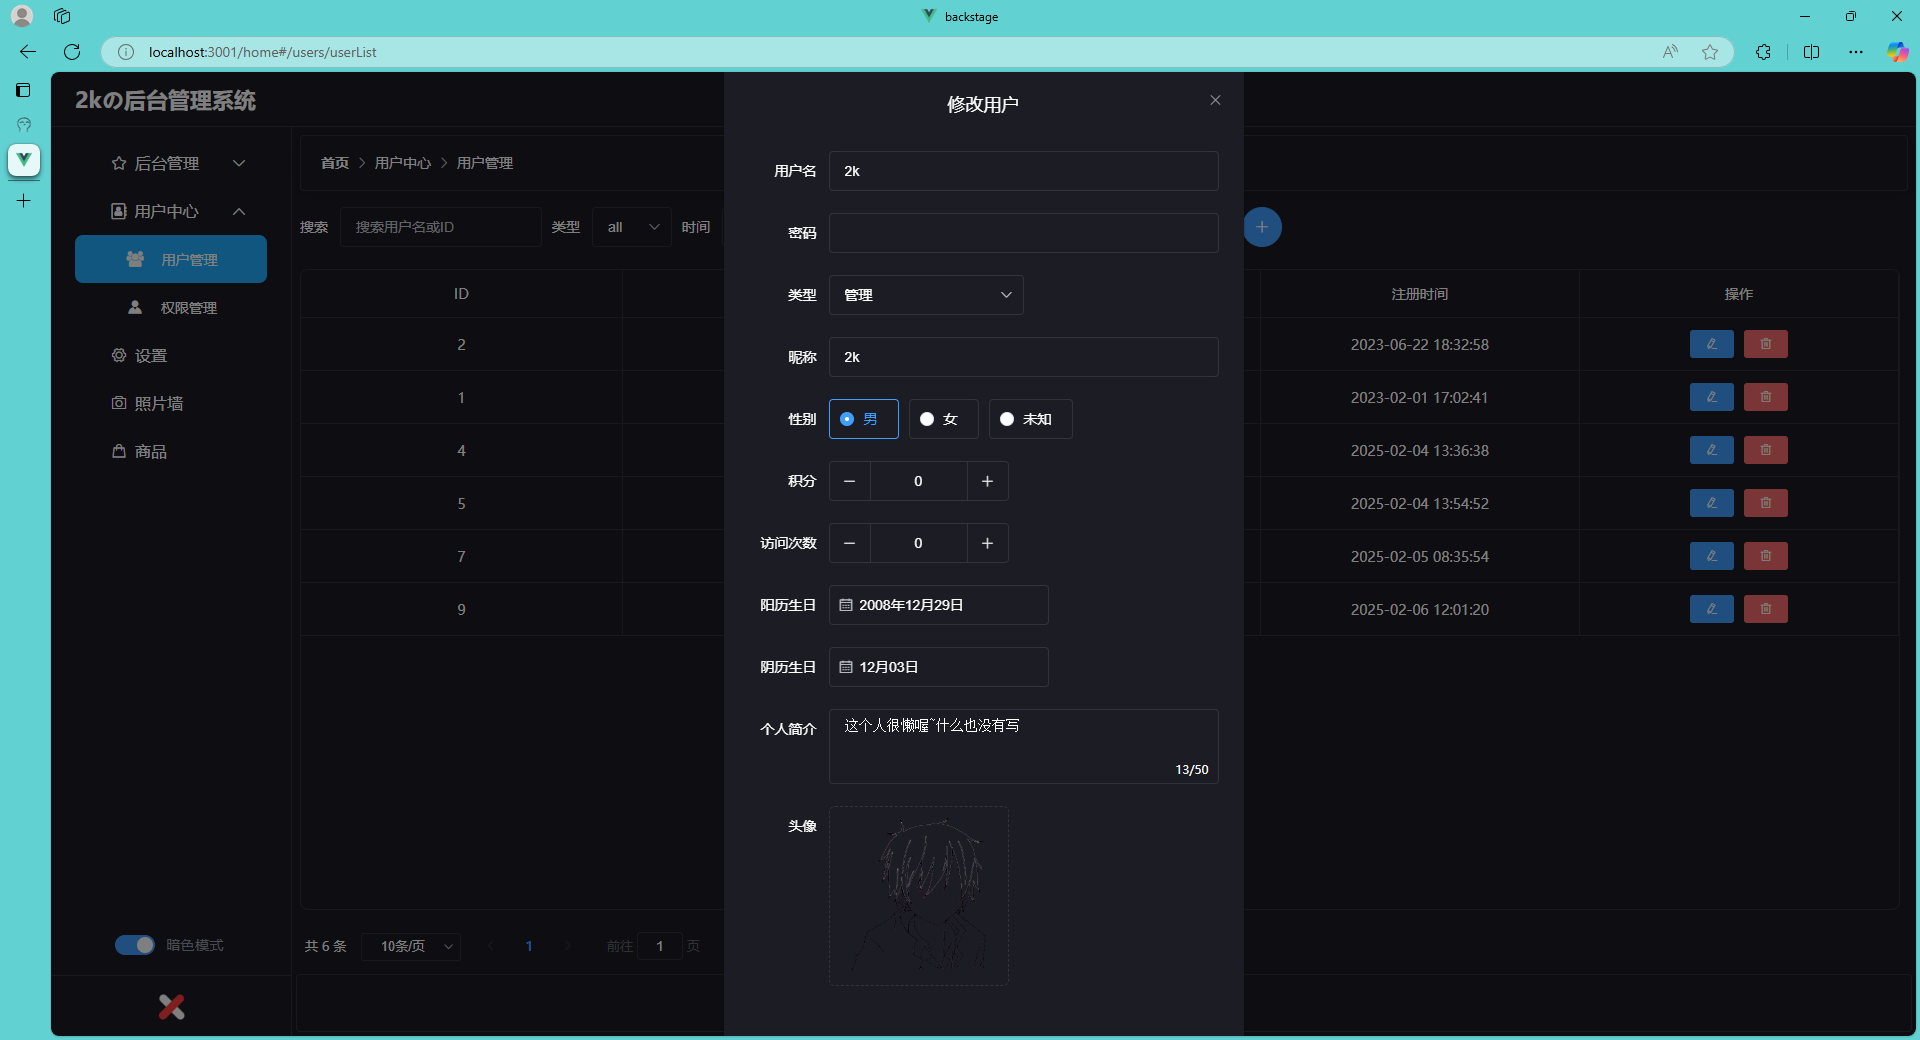 backstage
localhost:3001/home#/users/userList
2kの后台管理系统
后台管理
用户中心
用户管理
权限管理
设置
照片墙
商品
暗色模式
首页 > 用户中心 > 用户管理
搜索 搜索用户名或ID 类型 all 时间
ID 注册时间 操作
2 2023-06-22 18:32:58
1 2023-02-01 17:02:41
4 2025-02-04 13:36:38
5 2025-02-04 13:54:52
7 2025-02-05 08:35:54
9 2025-02-06 12:01:20
共 6 条 10条/页 1 前往 1 页
修改用户
用户名 2k
密码
类型 管理
昵称 2k
性别 男 女 未知
积分 0
访问次数 0
阳历生日 2008年12月29日
阴历生日 12月03日
个人简介 这个人很懒喔~什么也没有写
13/50
头像